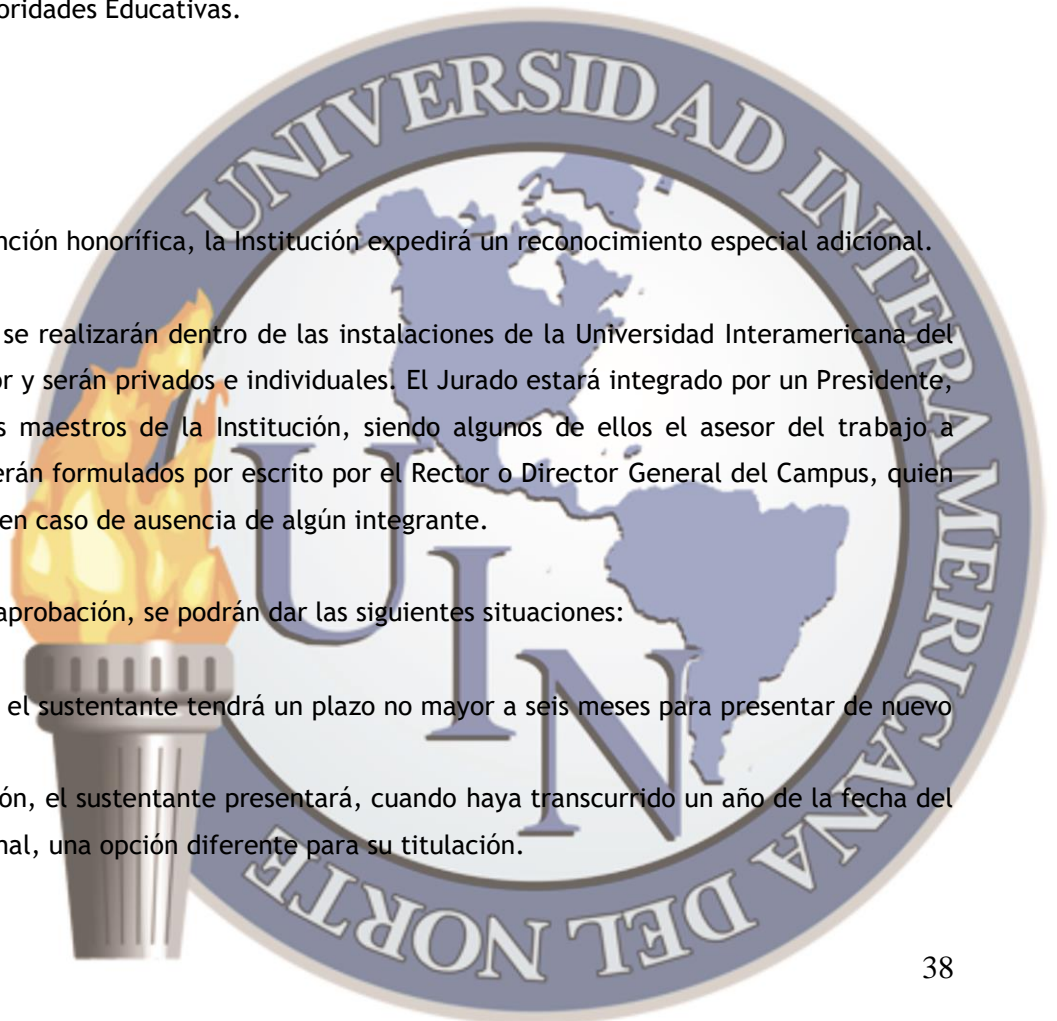 oridades Educativas.
nción honorífica, la Institución expedirá un reconocimiento especial adicional.
se realizarán dentro de las instalaciones de la Universidad Interamericana del
or y serán privados e individuales. El Jurado estará integrado por un Presidente,
s maestros de la Institución, siendo algunos de ellos el asesor del trabajo a
erán formulados por escrito por el Rector o Director General del Campus, quien
en caso de ausencia de algún integrante.
aprobación, se podrán dar las siguientes situaciones:
el sustentante tendrá un plazo no mayor a seis meses para presentar de nuevo
ón, el sustentante presentará, cuando haya transcurrido un año de la fecha del
nal, una opción diferente para su titulación.
38
UNIVERSIDAD INTERAMERICANA DEL NORTE
UIN